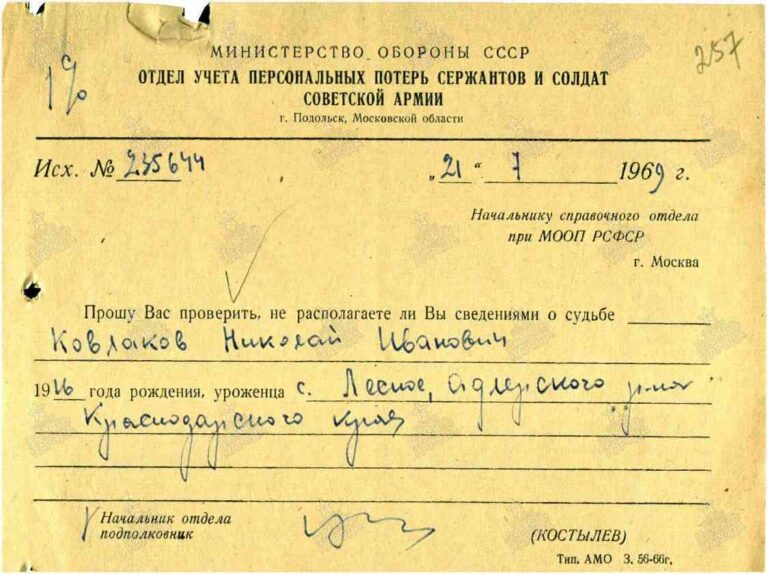 257
МИНИСТЕРСТВО ОБОРОНЫ СССР
ОТДЕЛ УЧЕТА ПЕРСОНАЛЬНЫХ ПОТЕРЬ СЕРЖАНТОВ И СОЛДАТ
СОВЕТСКОЙ АРМИИ
г. Подольск, Московской области
Исх. № 235644 „21“ 7 1969 г.
Начальнику справочного отдела
при МООП РСФСР
г. Москва
Прошу Вас проверить, не располагаете ли Вы сведениями о судьбе
Ковлаков Николай Иванович
1916 года рождения, уроженца с. Лесное, Адлерского р-на
Краснодарского края
Начальник отдела
подполковник
(КОСТЫЛЕВ)
Тип. АМО З. 56-66г.